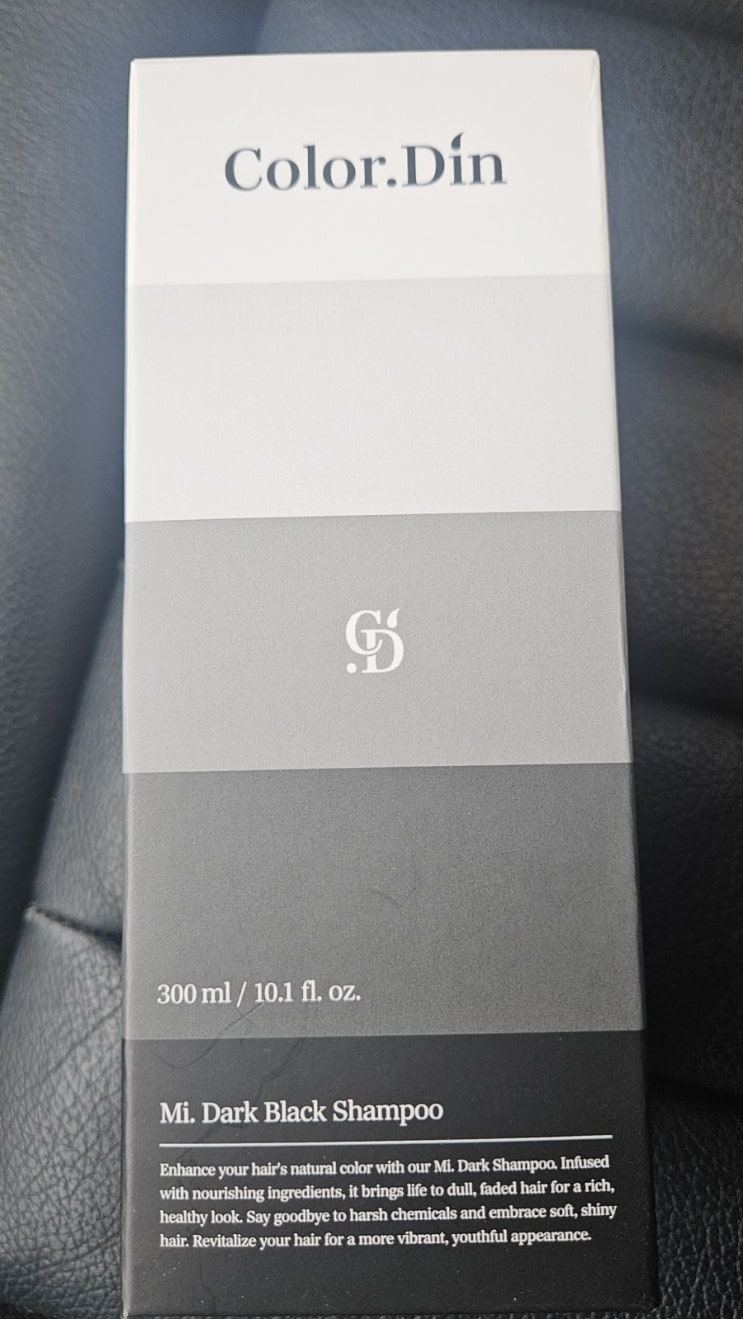 Color.Din
C.D
300 ml / 10.1 fl. oz.
Mi. Dark Black Shampoo
Enhance your hair's natural color with our Mi. Dark Shampoo. Infused
with nourishing ingredients, it brings life to dull, faded hair for a rich,
healthy look. Say goodbye to harsh chemicals and embrace soft, shiny
hair. Revitalize your hair for a more vibrant, youthful appearance.